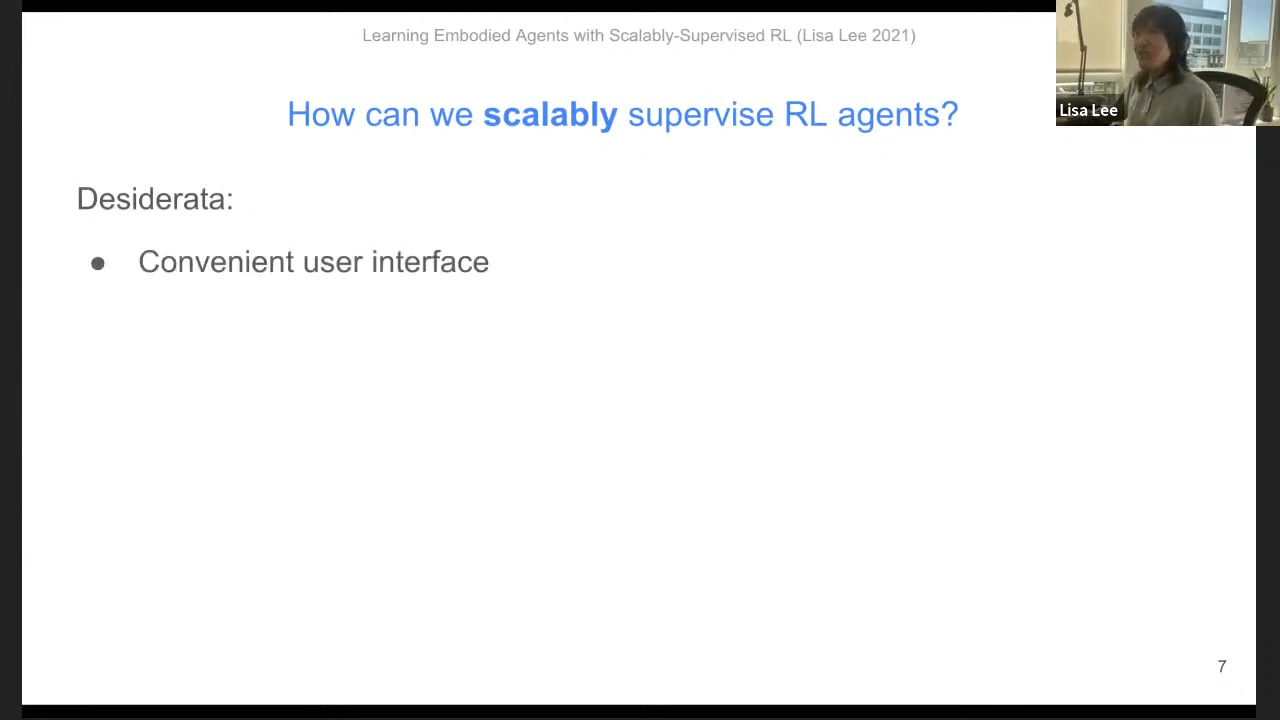 Learning Embodied Agents with Scalably-Supervised RL (Lisa Lee 2021)
How can we scalably supervise RL agents?
Lisa Lee
Desiderata:
● Convenient user interface
7